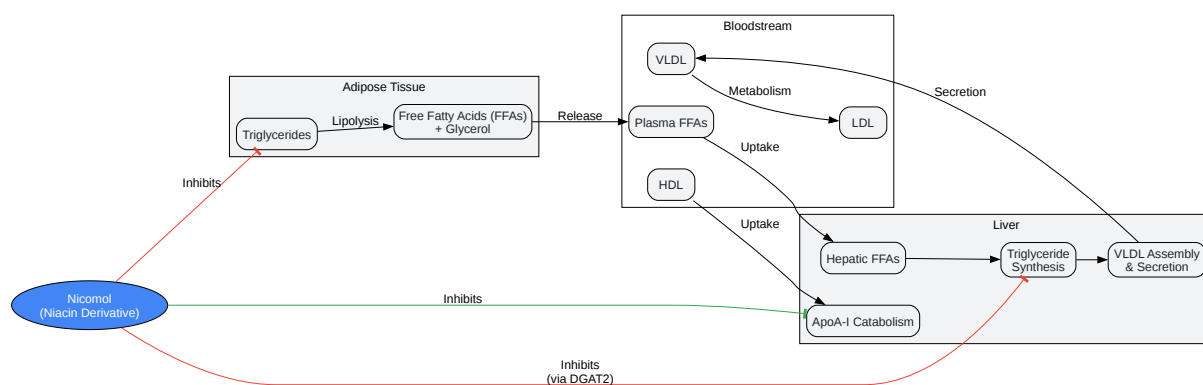 Bloodstream
VLDL
Adipose Tissue
Metabolism
Secretion
Triglycerides
Lipolysis
Free Fatty Acids (FFAs)
+ Glycerol
Release
Plasma FFAs
LDL
Uptake
Inhibits
HDL
Uptake
Liver
Hepatic FFAs
Triglyceride
Synthesis
VLDL Assembly
& Secretion
Nicomol
(Niacin Derivative)
Inhibits
ApoA-I Catabolism
Inhibits
(via DGAT2)